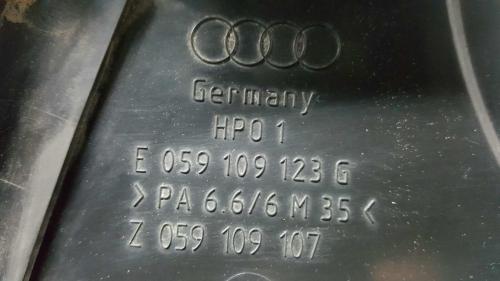 Germany
HPO 1
E 059 109 123 G
>PA 6.6/6 M 35<
Z 059 109 107